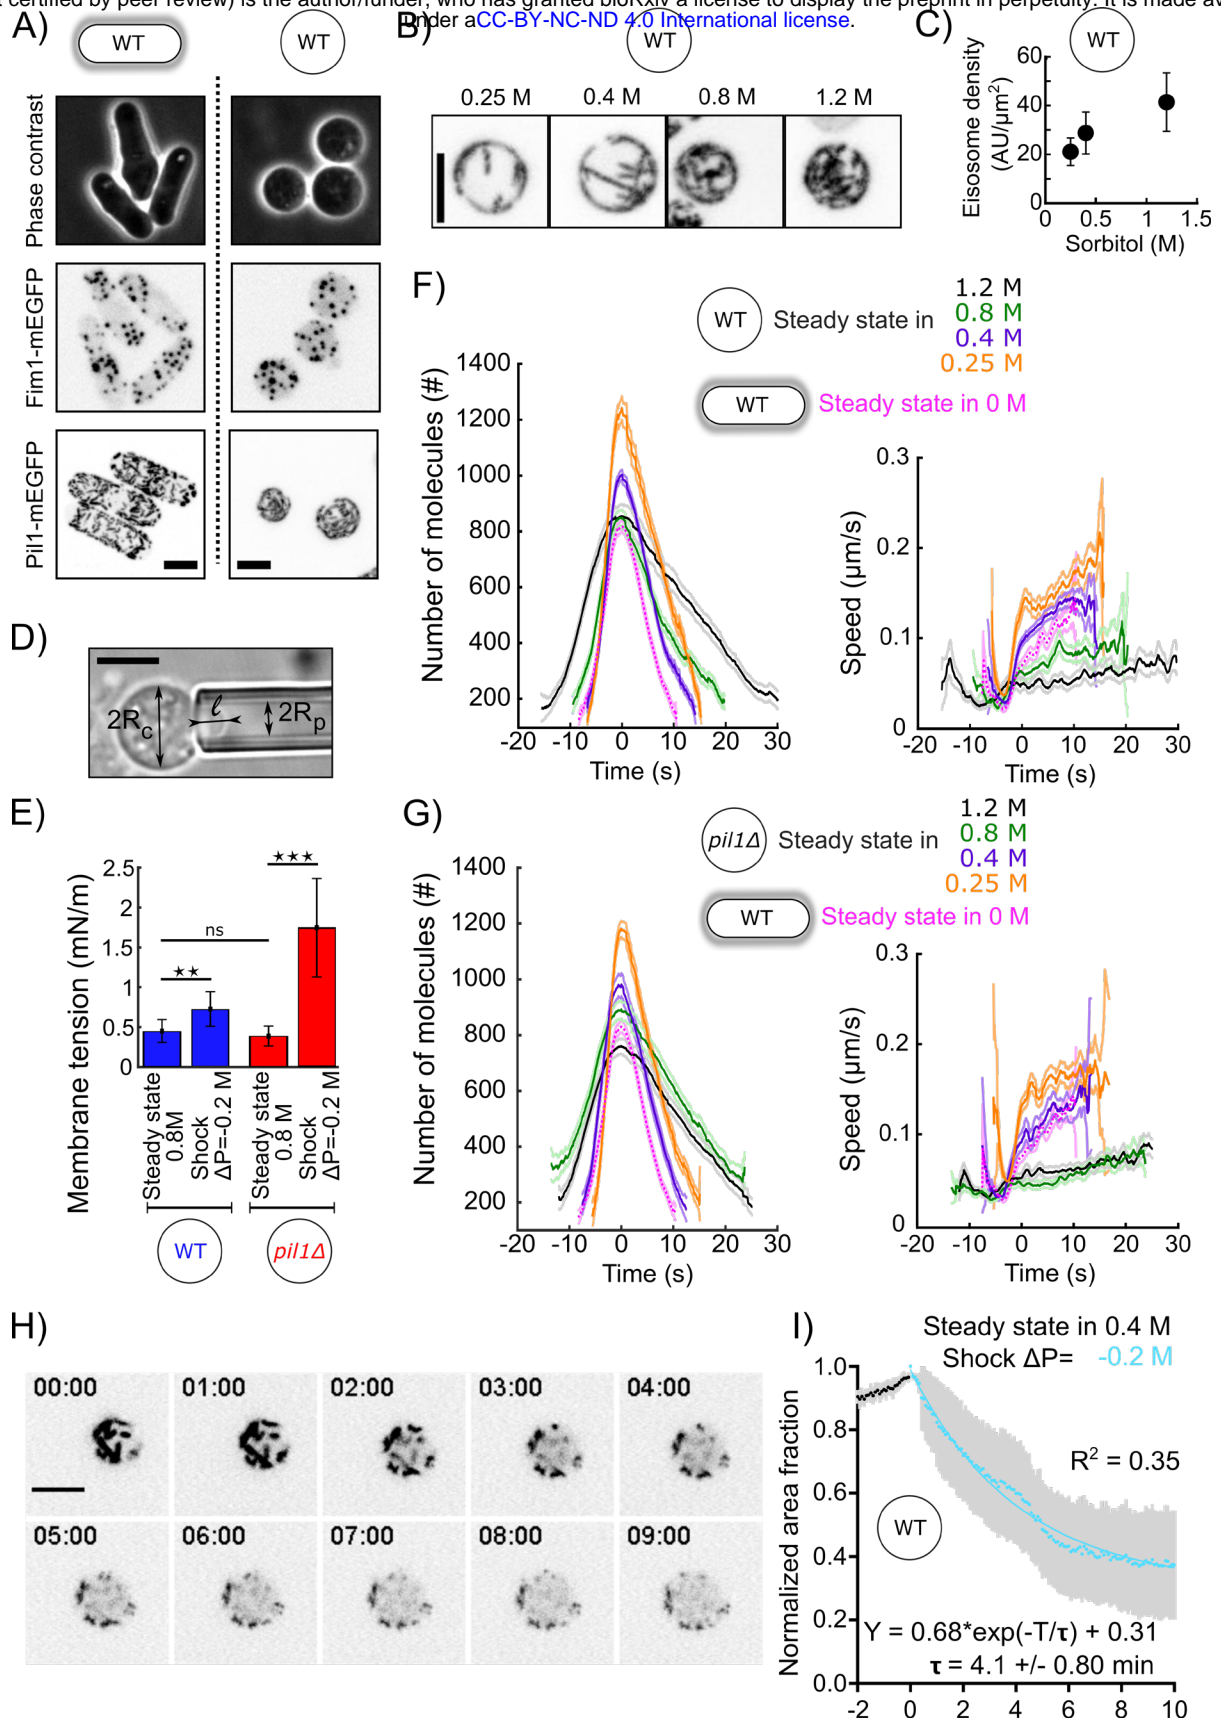 t certified by peer review) is the author/funder, who has granted bioRxiv a license to display the preprint in perpetuity. It is made av
under aCC-BY-NC-ND 4.0 International license.
A)
WT
WT
Phase contrast
Fim1-mEGFP
Pil1-mEGFP
B)
WT
0.25 M 0.4 M 0.8 M 1.2 M
C)
WT
Eisosome density
(AU/µm²)
60
40
20
0
0 0.5 1 1.5
Sorbitol (M)
D)
2Rc
ℓ
2Rp
E)
Membrane tension (mN/m)
2.5
2
1.5
1
0.5
0
★★
ns
★★★
Steady state
0.8M
Shock
ΔP=-0.2 M
Steady state
0.8 M
Shock
ΔP=-0.2 M
WT
pil1Δ
F)
WT
Steady state in
1.2 M
0.8 M
0.4 M
0.25 M
WT
Steady state in 0 M
Number of molecules (#)
1400
1200
1000
800
600
400
200
-20 -10 0 10 20 30
Time (s)
Speed (µm/s)
0.3
0.2
0.1
0
-20 -10 0 10 20 30
Time (s)
G)
pil1Δ
Steady state in
1.2 M
0.8 M
0.4 M
0.25 M
WT
Steady state in 0 M
Number of molecules (#)
1400
1200
1000
800
600
400
200
-20 -10 0 10 20 30
Time (s)
Speed (µm/s)
0.3
0.2
0.1
0
-20 -10 0 10 20 30
Time (s)
H)
00:00 01:00 02:00 03:00 04:00
05:00 06:00 07:00 08:00 09:00
I)
Steady state in 0.4 M
Shock ΔP= -0.2 M
Normalized area fraction
1.0
0.8
0.6
0.4
0.2
0.0
R² = 0.35
WT
Y = 0.68*exp(-T/τ) + 0.31
τ = 4.1 +/- 0.80 min
-2 0 2 4 6 8 10